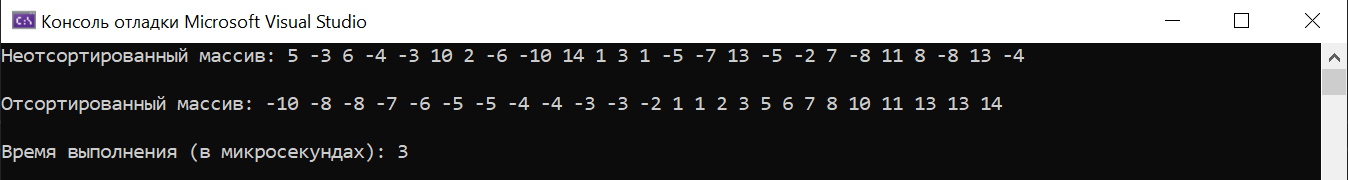 Консоль отладки Microsoft Visual Studio
Неотсортированный массив: 5 -3 6 -4 -3 10 2 -6 -10 14 1 3 1 -5 -7 13 -5 -2 7 -8 11 8 -8 13 -4
Отсортированный массив: -10 -8 -8 -7 -6 -5 -5 -4 -4 -3 -3 -2 1 1 2 3 5 6 7 8 10 11 13 13 14
Время выполнения (в микросекундах): 3